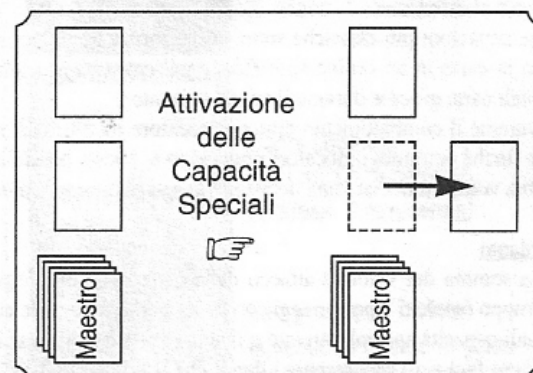 Attivazione
delle
Capacità
Speciali
Maestro
Maestro